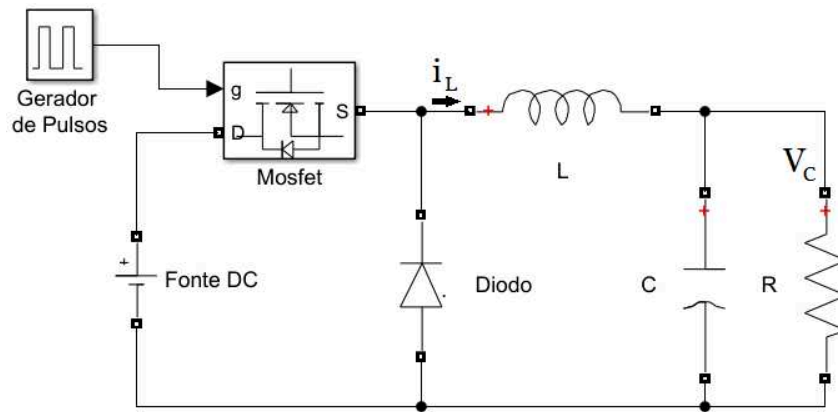 Gerador
de Pulsos
g
D
S
Mosfet
i_L
L
V_C
+
Fonte DC
Diodo
C
R